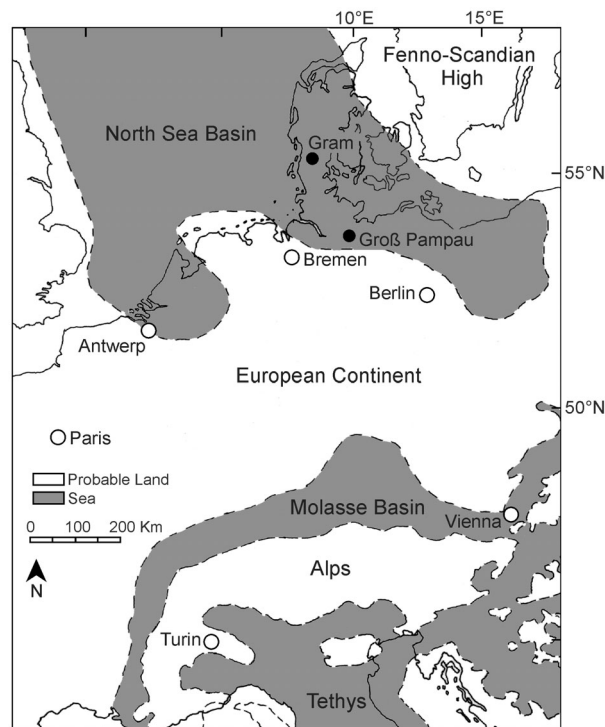 10°E
15°E
Fenno-Scandian
High
North Sea Basin
Gram
55°N
Groß Pampau
Bremen
Berlin
Antwerp
European Continent
50°N
Paris
Probable Land
Sea
0 100 200 Km
Molasse Basin
Vienna
N
Alps
Turin
Tethys